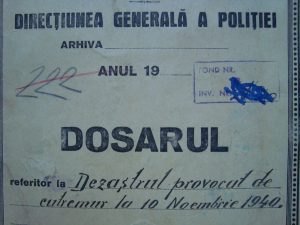 DIRECȚIUNEA GENERALĂ A POLIȚIEI
ARHIVA
222 ANUL 19
FOND NR.
INV. N
DOSARUL
referitor la Dezastrul provocat de
cutremur la 10 Noembrie 1940.